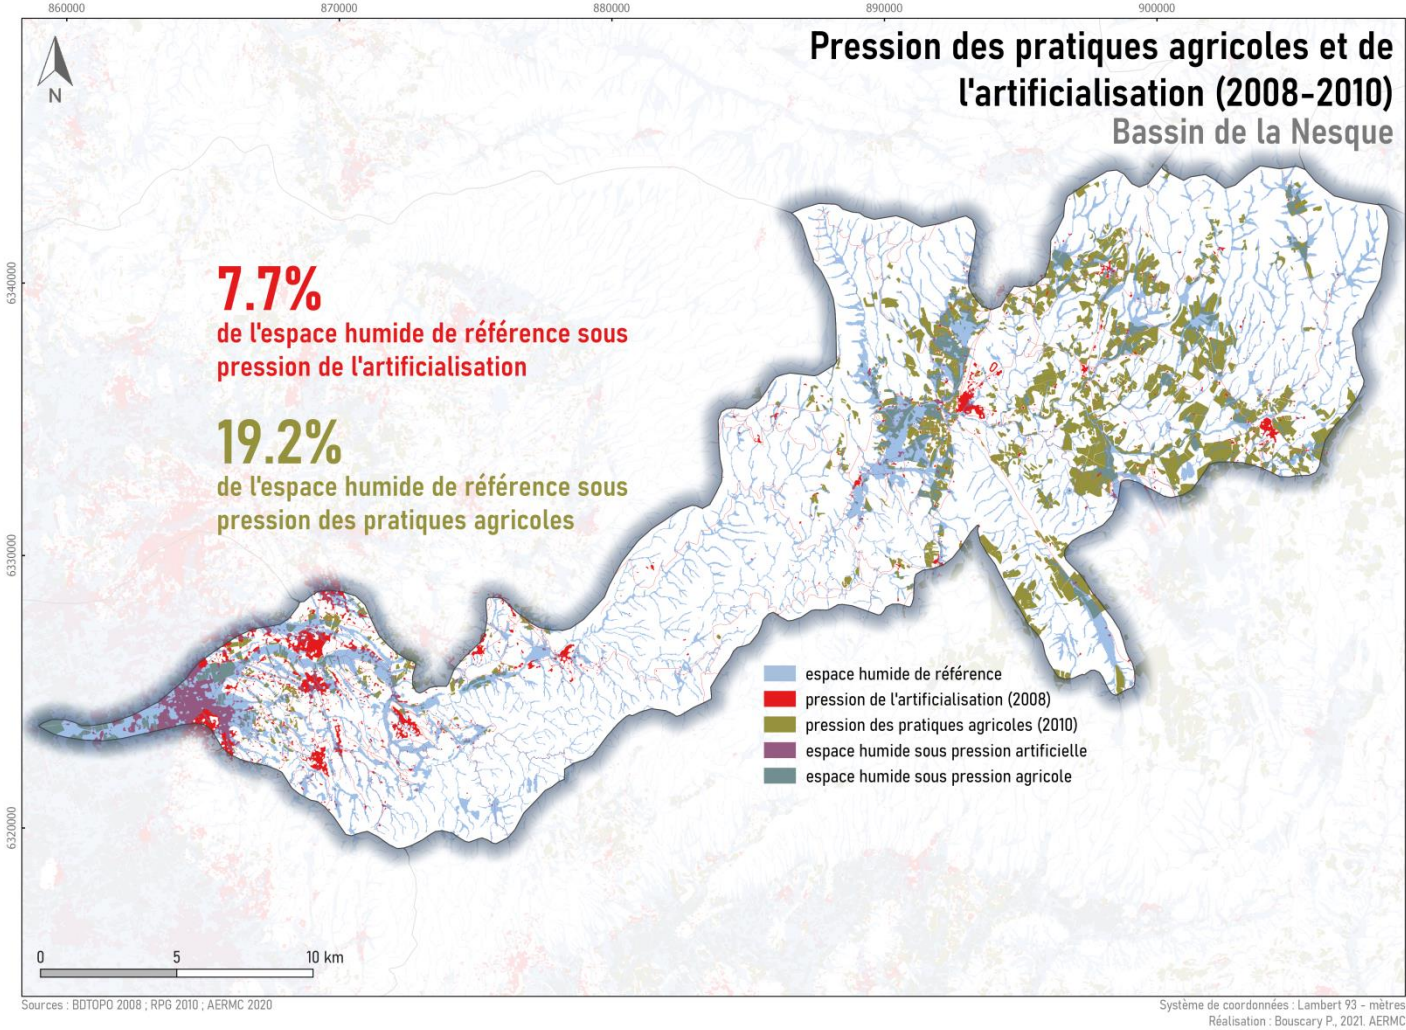 860000
870000
880000
890000
900000
Pression des pratiques agricoles et de
l'artificialisation (2008-2010)
Bassin de la Nesque
N
6340000
6330000
6320000
7.7%
de l'espace humide de référence sous
pression de l'artificialisation
19.2%
de l'espace humide de référence sous
pression des pratiques agricoles
espace humide de référence
pression de l'artificialisation (2008)
pression des pratiques agricoles (2010)
espace humide sous pression artificielle
espace humide sous pression agricole
0 5 10 km
Sources : BDTOPO 2008 ; RPG 2010 ; AERMC 2020
Système de coordonnées : Lambert 93 - mètres
Réalisation : Bouscary P., 2021. AERMC